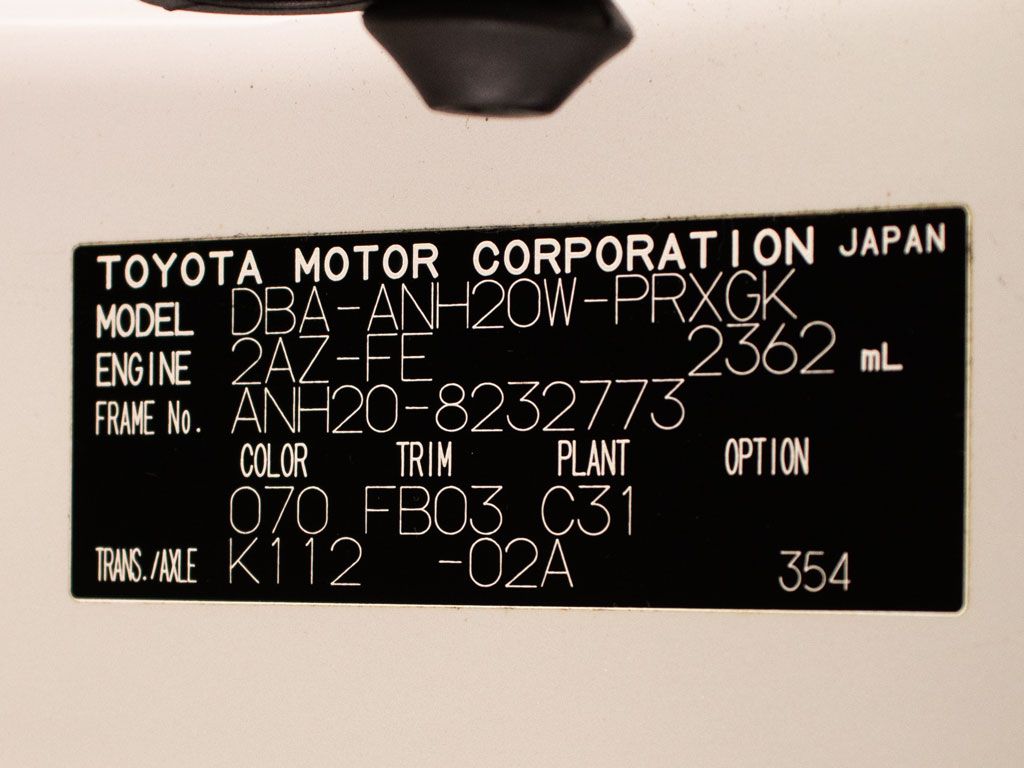 TOYOTA MOTOR CORPORATION JAPAN
MODEL DBA-ANH20W-PRXGK
ENGINE 2AZ-FE 2362 mL
FRAME No. ANH20-8232773
COLOR TRIM PLANT OPTION
070 FB03 C31
TRANS./AXLE K112 -02A 354